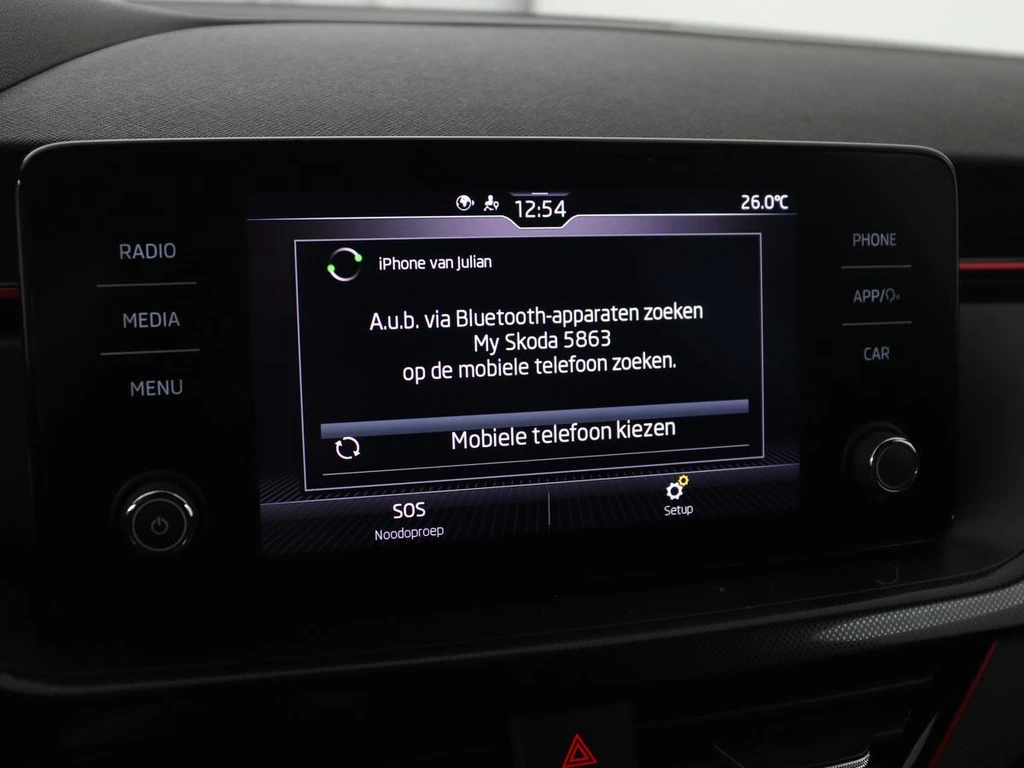 12:54
26.0°C
RADIO
MEDIA
MENU
iPhone van Julian
A.u.b. via Bluetooth-apparaten zoeken
My Skoda 5863
op de mobiele telefoon zoeken.
Mobiele telefoon kiezen
SOS
Noodoproep
Setup
PHONE
APP/
CAR